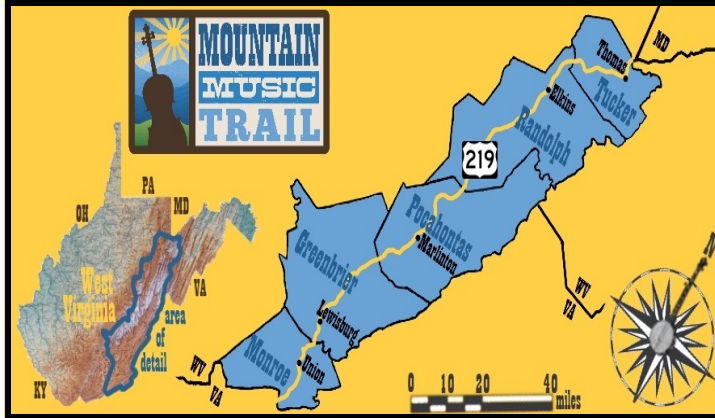 MOUNTAIN
MUSIC
TRAIL
PA
OH
MD
West
Virginia
VA
area
of
detail
KY
MD
Thomas
Tucker
Elkins
Randolph
219
Pocahontas
Marlinton
Greenbrier
Lewisburg
Monroe
Union
WV
VA
WV
VA
N
0 10 20 40
miles